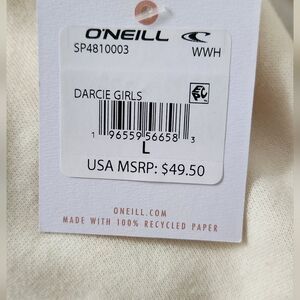 O'NEILL
SP4810003 WWH
DARCIE GIRLS
1 96559 56658 3
L
USA MSRP: $49.50
ONEILL.COM
MADE WITH 100% RECYCLED PAPER